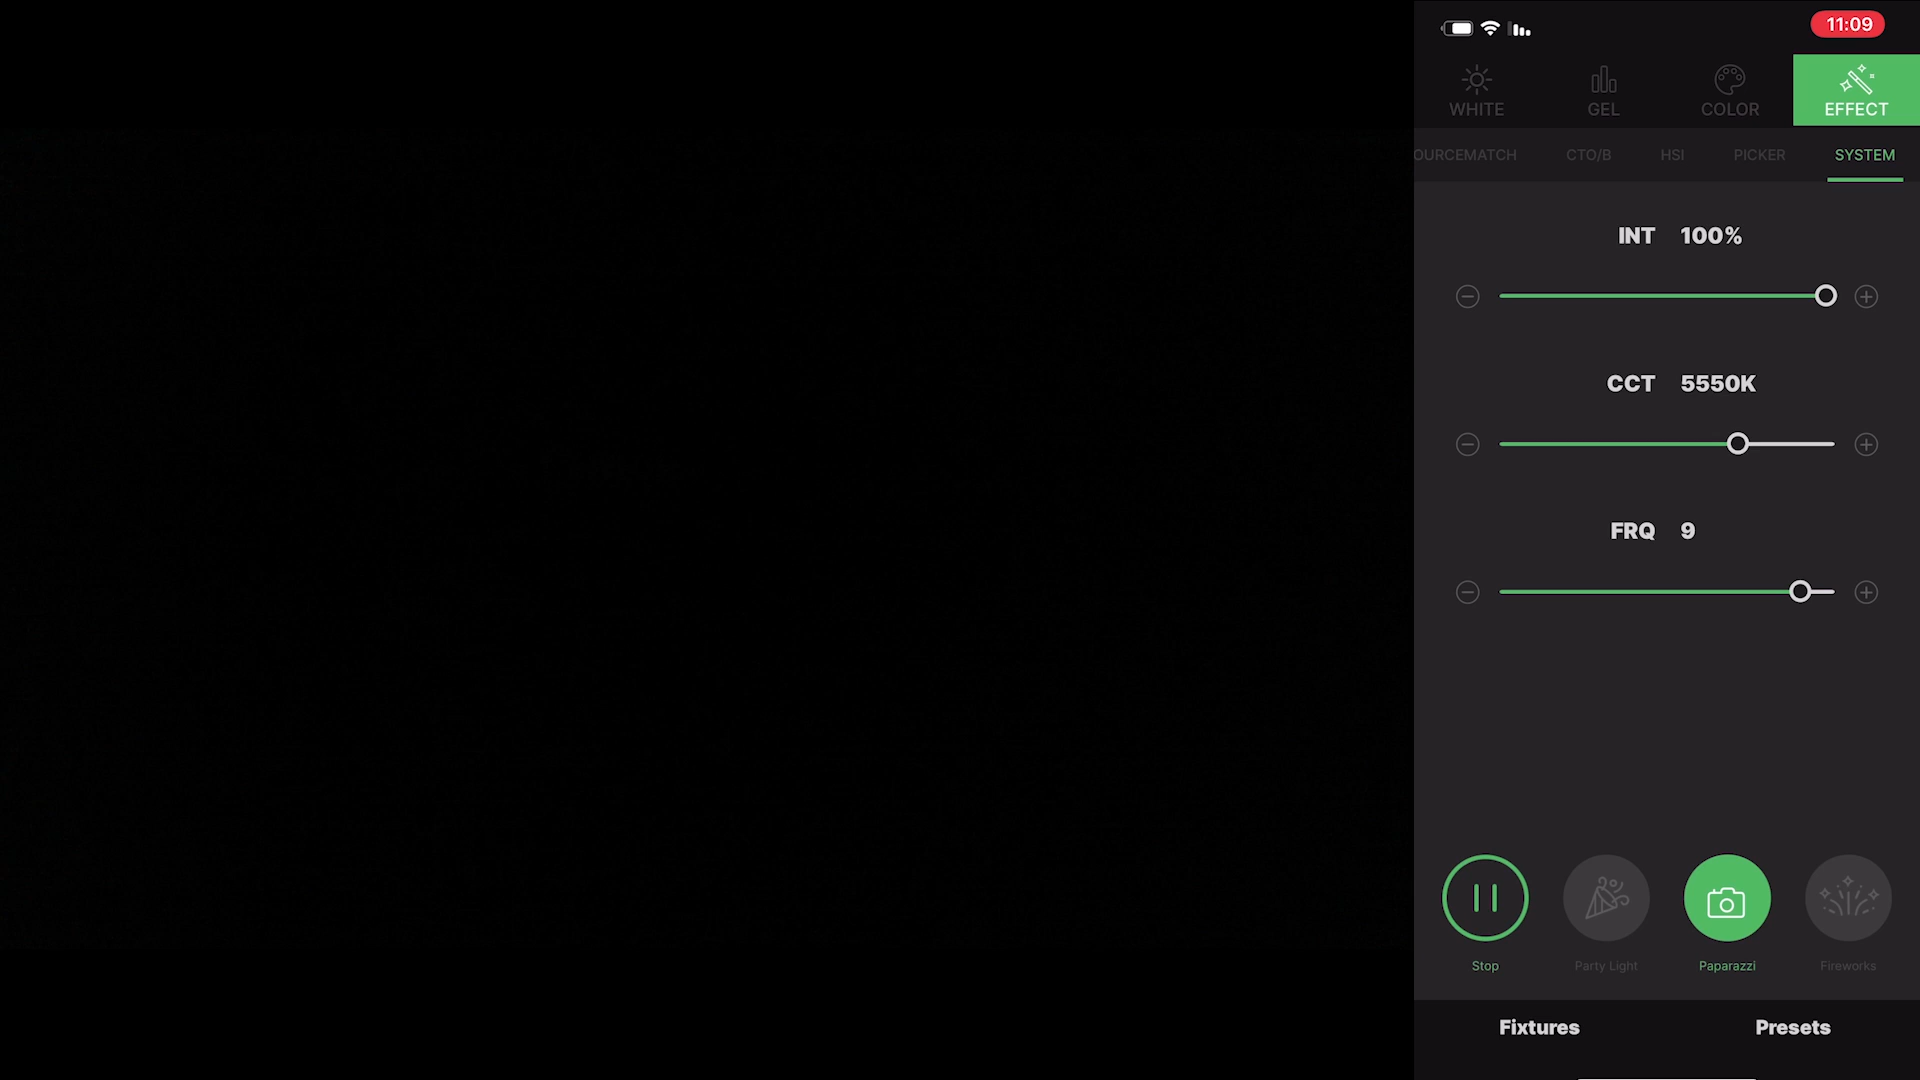 11:09
WHITE GEL COLOR EFFECT
OURCEMATCH CTO/B HSI PICKER SYSTEM
INT 100%
CCT 5550K
FRQ 9
Stop Party Light Paparazzi Fireworks
Fixtures Presets